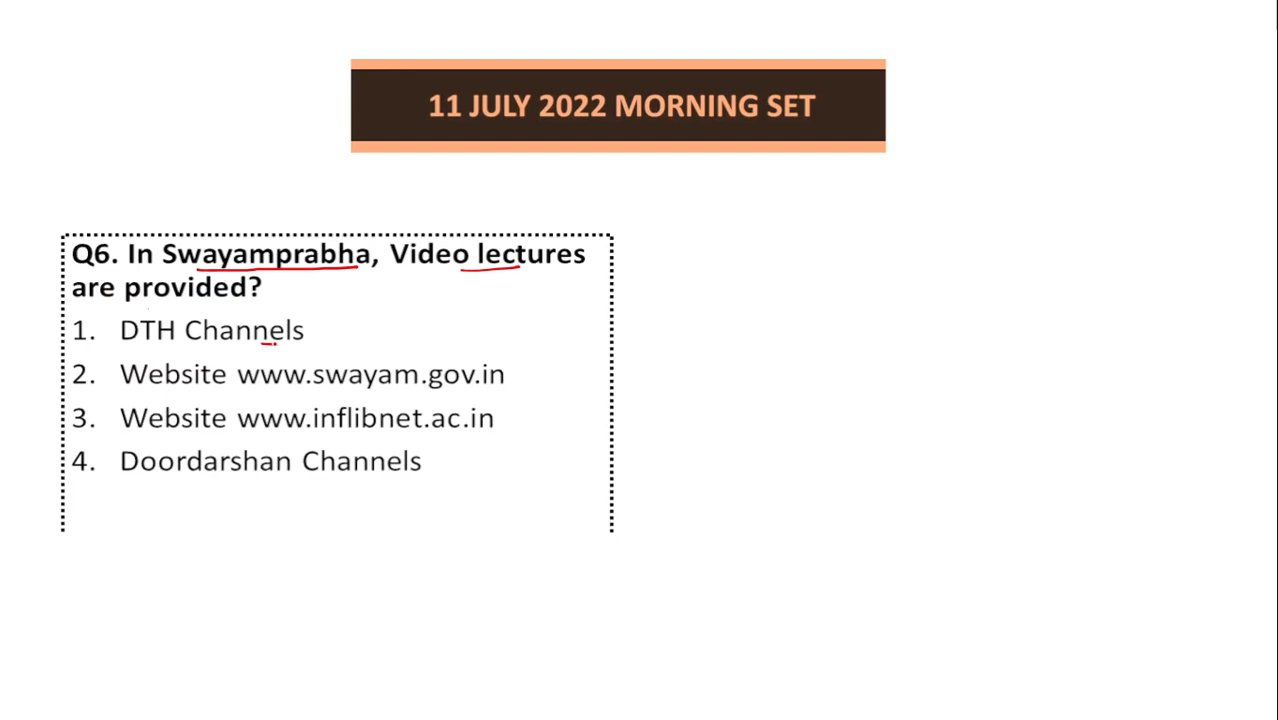 11 JULY 2022 MORNING SET
Q6. In Swayamprabha, Video lectures
are provided?
1. DTH Channels
2. Website www.swayam.gov.in
3. Website www.inflibnet.ac.in
4. Doordarshan Channels